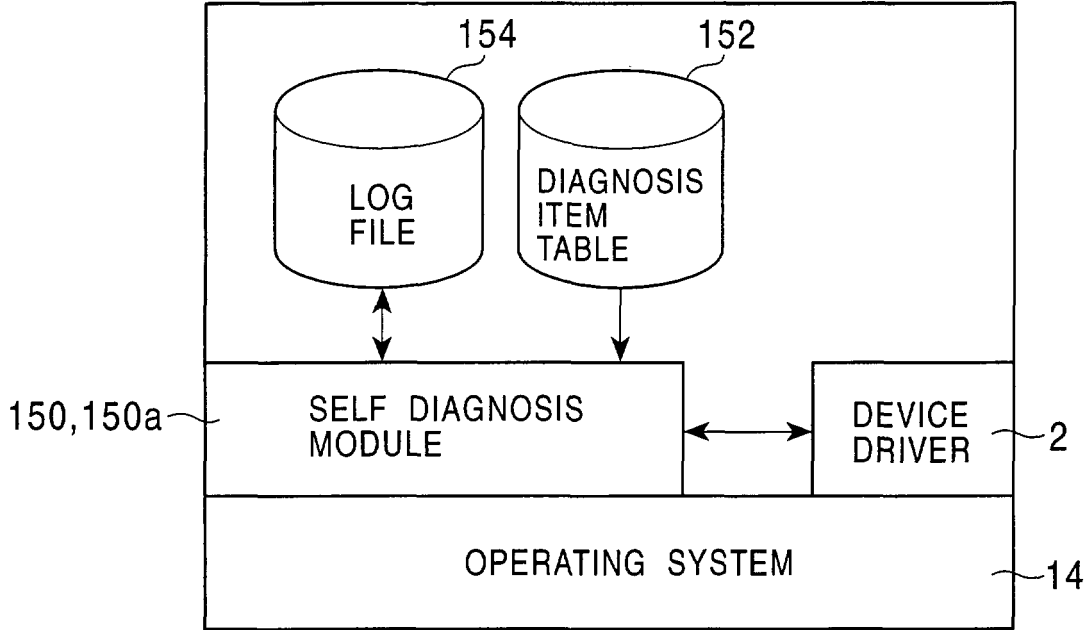 154
152
LOG
FILE
DIAGNOSIS
ITEM
TABLE
150,150a
SELF DIAGNOSIS
MODULE
DEVICE
DRIVER
2
OPERATING SYSTEM
14